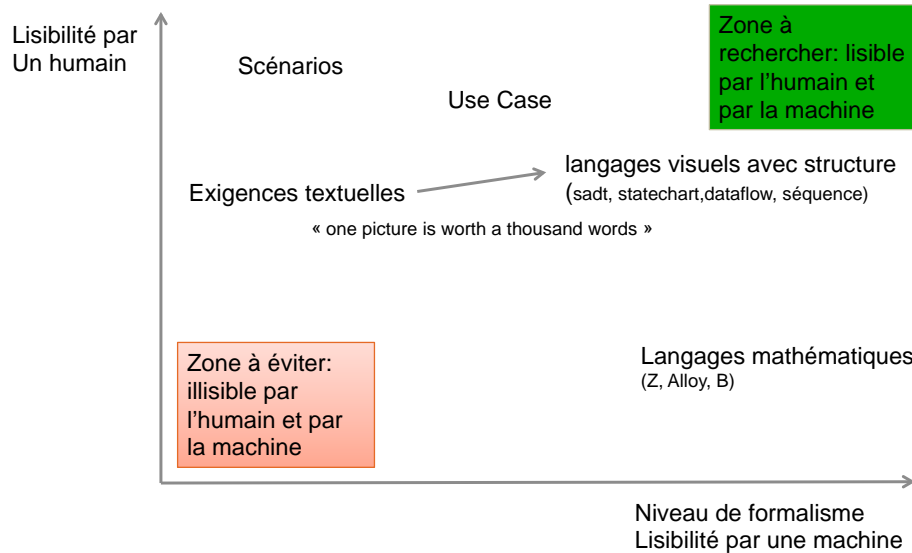 Lisibilité par
Un humain
Scénarios
Use Case
Zone à
rechercher: lisible
par l'humain et
par la machine
Exigences textuelles
langages visuels avec structure
(sadt, statechart,dataflow, séquence)
« one picture is worth a thousand words »
Zone à éviter:
illisible par
l'humain et par
la machine
Langages mathématiques
(Z, Alloy, B)
Niveau de formalisme
Lisibilité par une machine